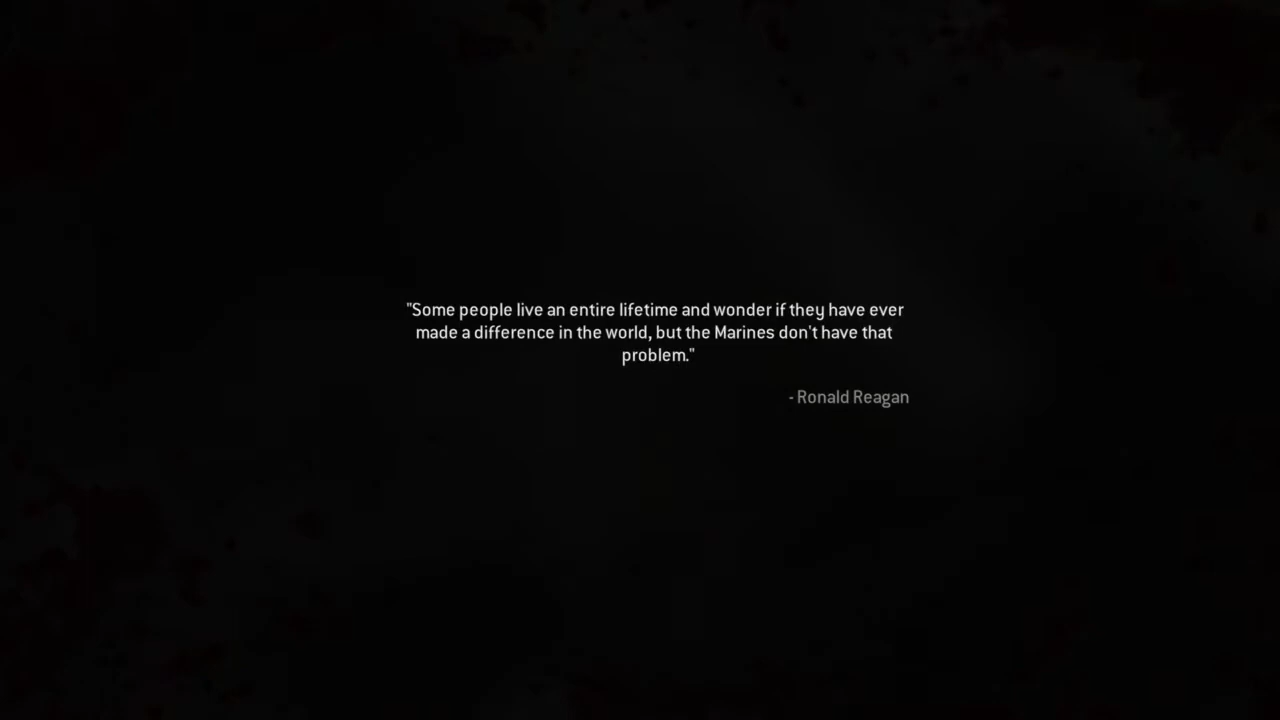 "Some people live an entire lifetime and wonder if they have ever
made a difference in the world, but the Marines don't have that
problem."
- Ronald Reagan